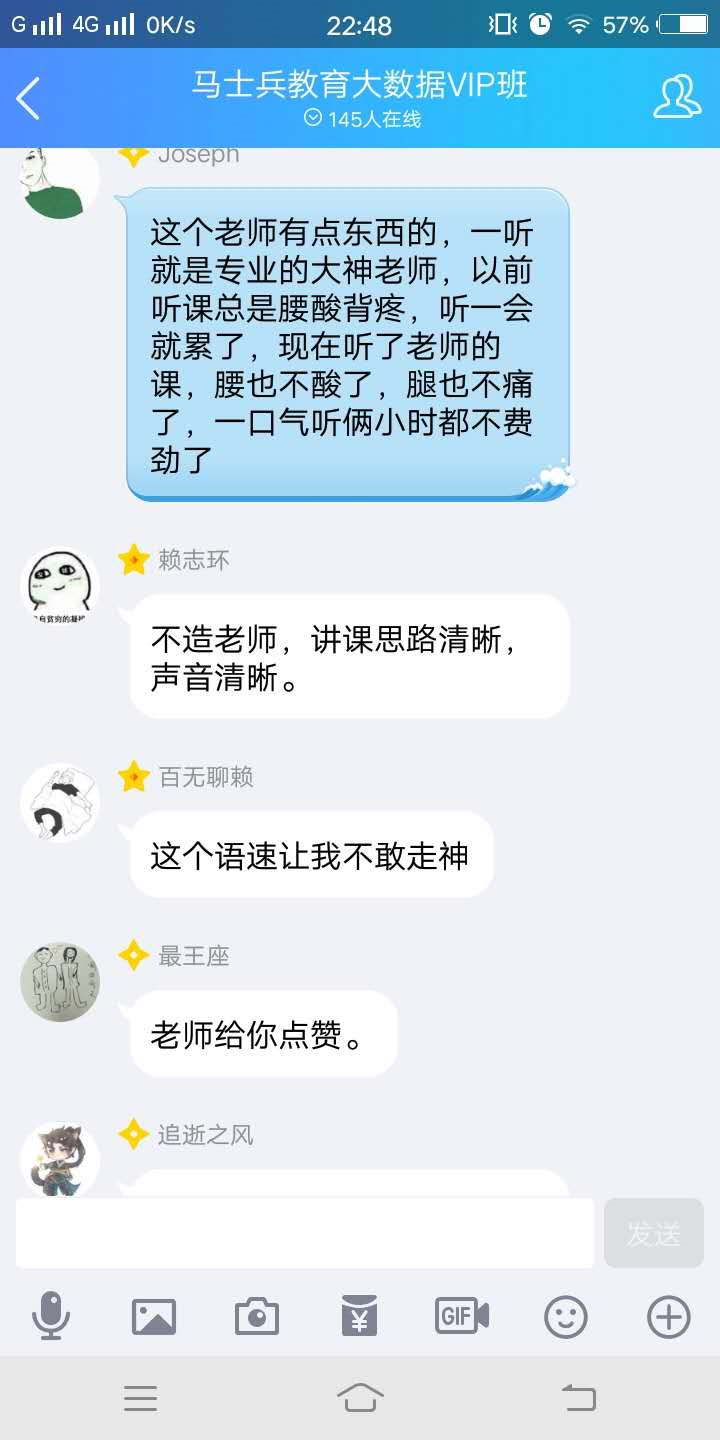 G 4G 0K/s 22:48 57%
马士兵教育大数据VIP班
145人在线
Joseph
这个老师有点东西的，一听
就是专业的大神老师，以前
听课总是腰酸背疼，听一会
就累了，现在听了老师的
课，腰也不酸了，腿也不痛
了，一口气听俩小时都不费
劲了
赖志环
不造老师，讲课思路清晰，
声音清晰。
百无聊赖
这个语速让我不敢走神
最王座
老师给你点赞。
追逝之风
发送
GIF